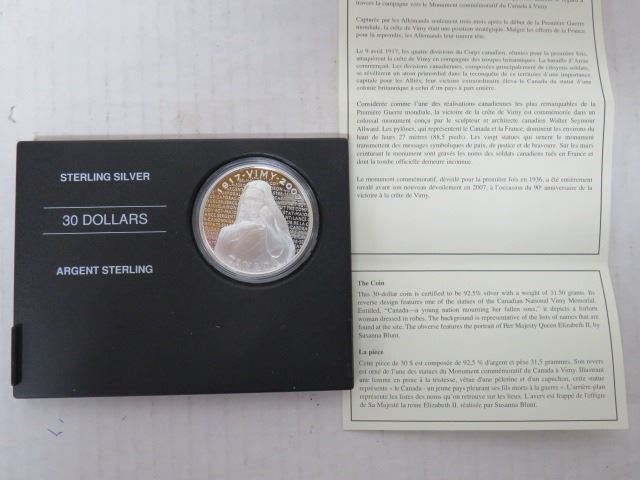 travers la campagne vers le Monument commémoratif du Canada à Vimy.
Capturée par les Allemands seulement trois mois après le début de la Première Guerre
mondiale, la crête de Vimy était une position stratégique. Malgré les efforts de la France
pour la reprendre, les Allemands leur tinrent tête.
Le 9 avril 1917, les quatre divisions du Corps canadien, réunies pour la première fois,
attaquèrent la crête de Vimy en compagnie des troupes britanniques. La bataille d'Arras
commençait. Les divisions canadiennes, composées principalement de citoyens soldats,
se révélèrent un atout primordial dans la reconquête de ce terrain d'une importance
capitale pour les Alliés; leur victoire extraordinaire éleva le Canada du statut d'une
colonie britannique à celui d'un pays à part entière.
Considérée comme l'une des réalisations canadiennes les plus remarquables de la
Première Guerre mondiale, la victoire de la crête de Vimy est commémorée dans un
colossal monument conçu par le sculpteur et architecte canadien Walter Seymour
Allward. Les pylônes, qui représentent le Canada et la France, dominent les environs du
haut de leurs 27 mètres (88,5 pieds). Les vingt statues qui ornent le monument
transmettent des messages symboliques de paix, de justice et de bravoure. Sur les murs
ceinturant le monument sont gravés les noms des soldats canadiens tués en France et
dont la tombe officielle demeure inconnue.
Le monument commémoratif, dévoilé pour la première fois en 1936, a été entièrement
ravalé avant son nouveau dévoilement en 2007, à l'occasion du 90e anniversaire de la
victoire à la crête de Vimy.
STERLING SILVER
30 DOLLARS
ARGENT STERLING
1917·VIMY·200
CANADA
The Coin
This 30-dollar coin is certified to be 92.5% silver with a weight of 31.50 grams. Its
reverse design features one of the statues of the Canadian National Vimy Memorial.
Entitled, "Canada—a young nation mourning her fallen sons," it depicts a forlorn
woman dressed in robes. The background is representative of the lists of names that are
found at the site. The obverse features the portrait of Her Majesty Queen Elizabeth II, by
Susanna Blunt.
La pièce
Cette pièce de 30 $ est composée de 92,5 % d'argent et pèse 31,5 grammes. Son revers
est orné de l'une des statues du Monument commémoratif du Canada à Vimy. Illustrant
une femme en proie à la tristesse, vêtue d'une pèlerine et d'un capuchon, cette statue
représente « le Canada - un jeune pays pleurant ses fils morts à la guerre ». L'arrière-plan
représente les listes des noms qu'on retrouve sur les lieux. L'avers est frappé de l'effigie
de Sa Majesté la reine Elizabeth II, réalisée par Susanna Blunt.